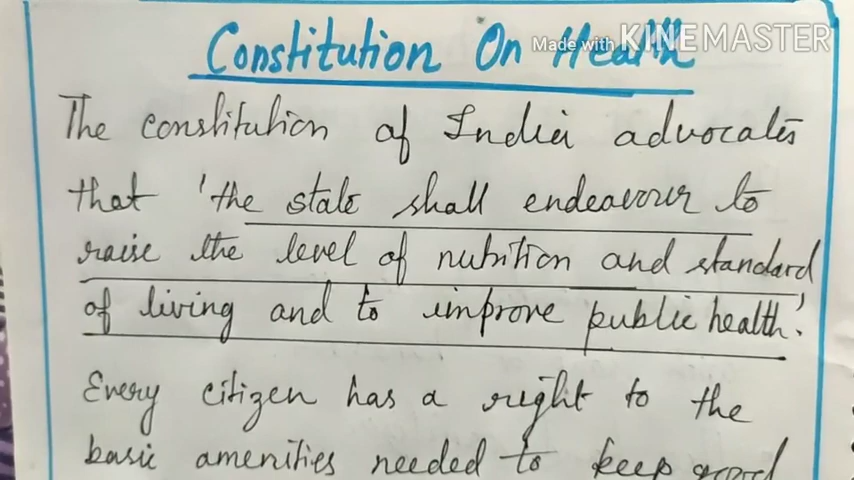 Constitution On Health
Made with KINEMASTER
The constitution of India advocates
that 'the state shall endeavour to
raise the level of nutrition and standard
of living and to improve public health'.
Every citizen has a right to the
basic amenities needed to keep good